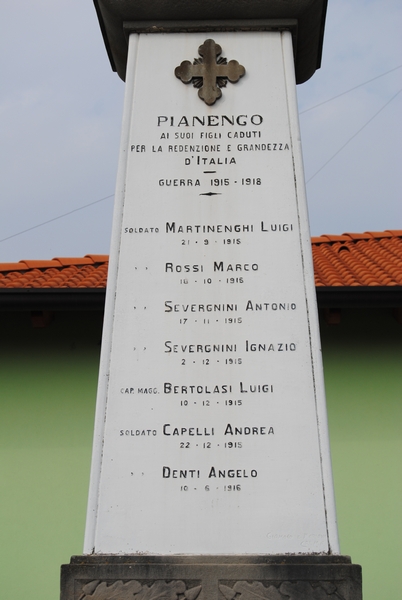 PIANENGO
AI SUOI FIGLI CADUTI
PER LA REDENZIONE E GRANDEZZA
D'ITALIA
GUERRA 1915-1918
SOLDATO MARTINENGHI LUIGI
21-9-1915
" ROSSI MARCO
16-10-1915
" SEVERGNINI ANTONIO
17-11-1915
" SEVERGNINI IGNAZIO
2-12-1915
CAP. MAGG. BERTOLASI LUIGI
10-12-1915
SOLDATO CAPELLI ANDREA
22-12-1915
" DENTI ANGELO
10-6-1916